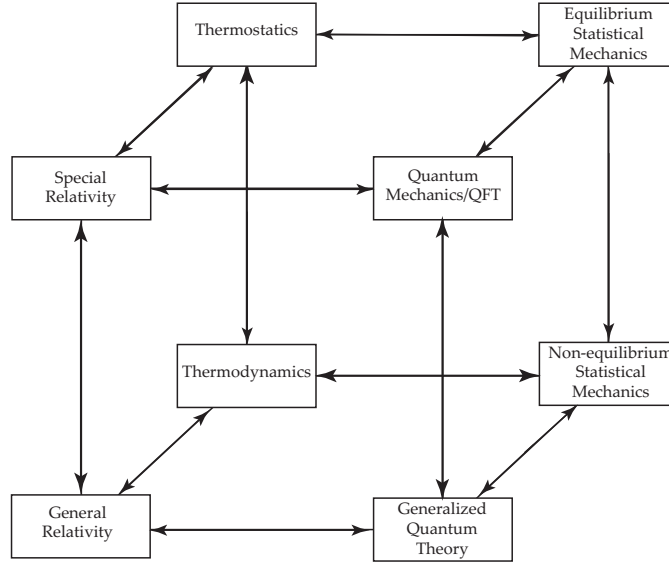 Thermostatics
Equilibrium
Statistical
Mechanics
Special
Relativity
Quantum
Mechanics/QFT
Thermodynamics
Non-equilibrium
Statistical
Mechanics
General
Relativity
Generalized
Quantum
Theory